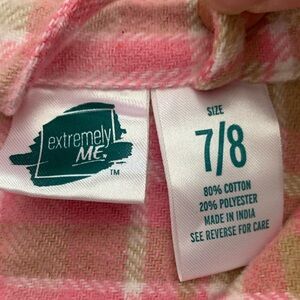 extremely
ME.
TM
SIZE
7/8
80% COTTON
20% POLYESTER
MADE IN INDIA
SEE REVERSE FOR CARE